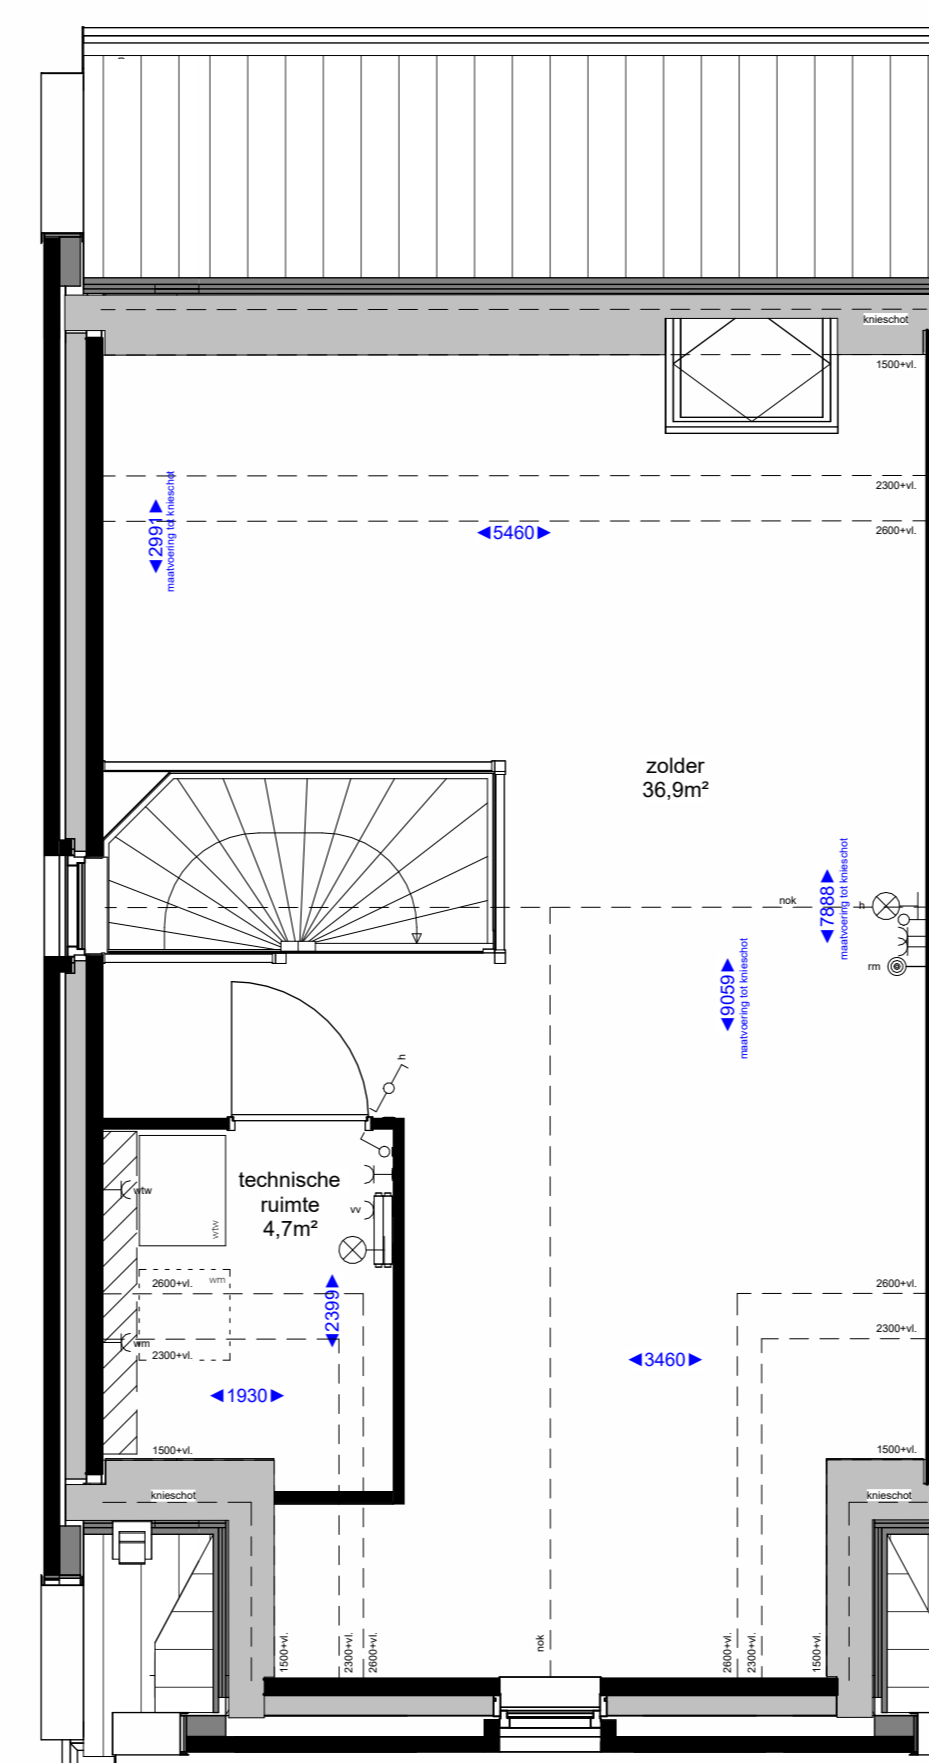 knieschot
1500+vl.
2300+vl.
2600+vl.
2991
maatvoering tot knieschot
5460
zolder
36,9m²
nok
7888
maatvoering tot knieschot
h
rm
9059
maatvoering tot knieschot
h
technische
ruimte
4,7m²
wtw
wtw
vv
2600+vl.
wm
2399
wm
2300+vl.
1930
3460
2600+vl.
2300+vl.
1500+vl.
1500+vl.
knieschot
knieschot
1500+vl.
2300+vl.
2600+vl.
nok
2600+vl.
2300+vl.
1500+vl.